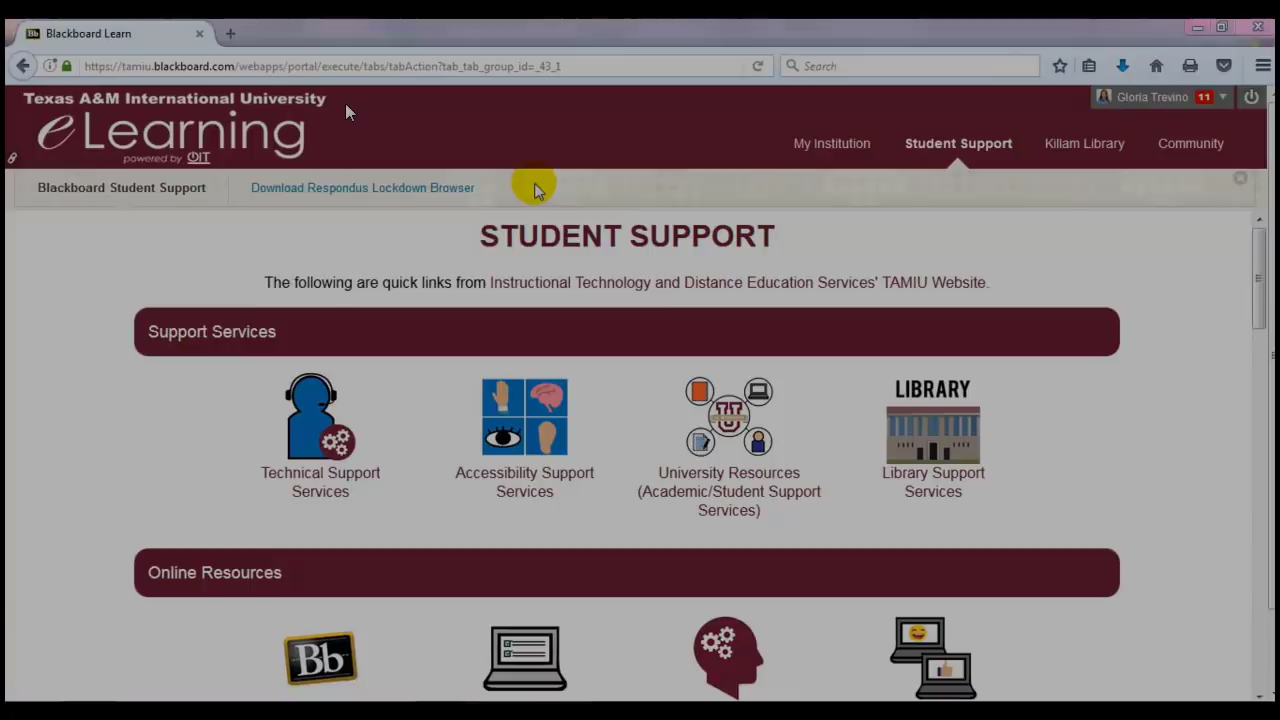 Blackboard Learn
https://tamiu.blackboard.com/webapps/portal/execute/tabs/tabAction?tab_tab_group_id=_43_1
Search
Texas A&M International University
eLearning
powered by OIT
Gloria Trevino 11
My Institution Student Support Killam Library Community
Blackboard Student Support Download Respondus Lockdown Browser
STUDENT SUPPORT
The following are quick links from Instructional Technology and Distance Education Services' TAMIU Website.
Support Services
LIBRARY
Technical Support
Services
Accessibility Support
Services
University Resources
(Academic/Student Support
Services)
Library Support
Services
Online Resources
Bb